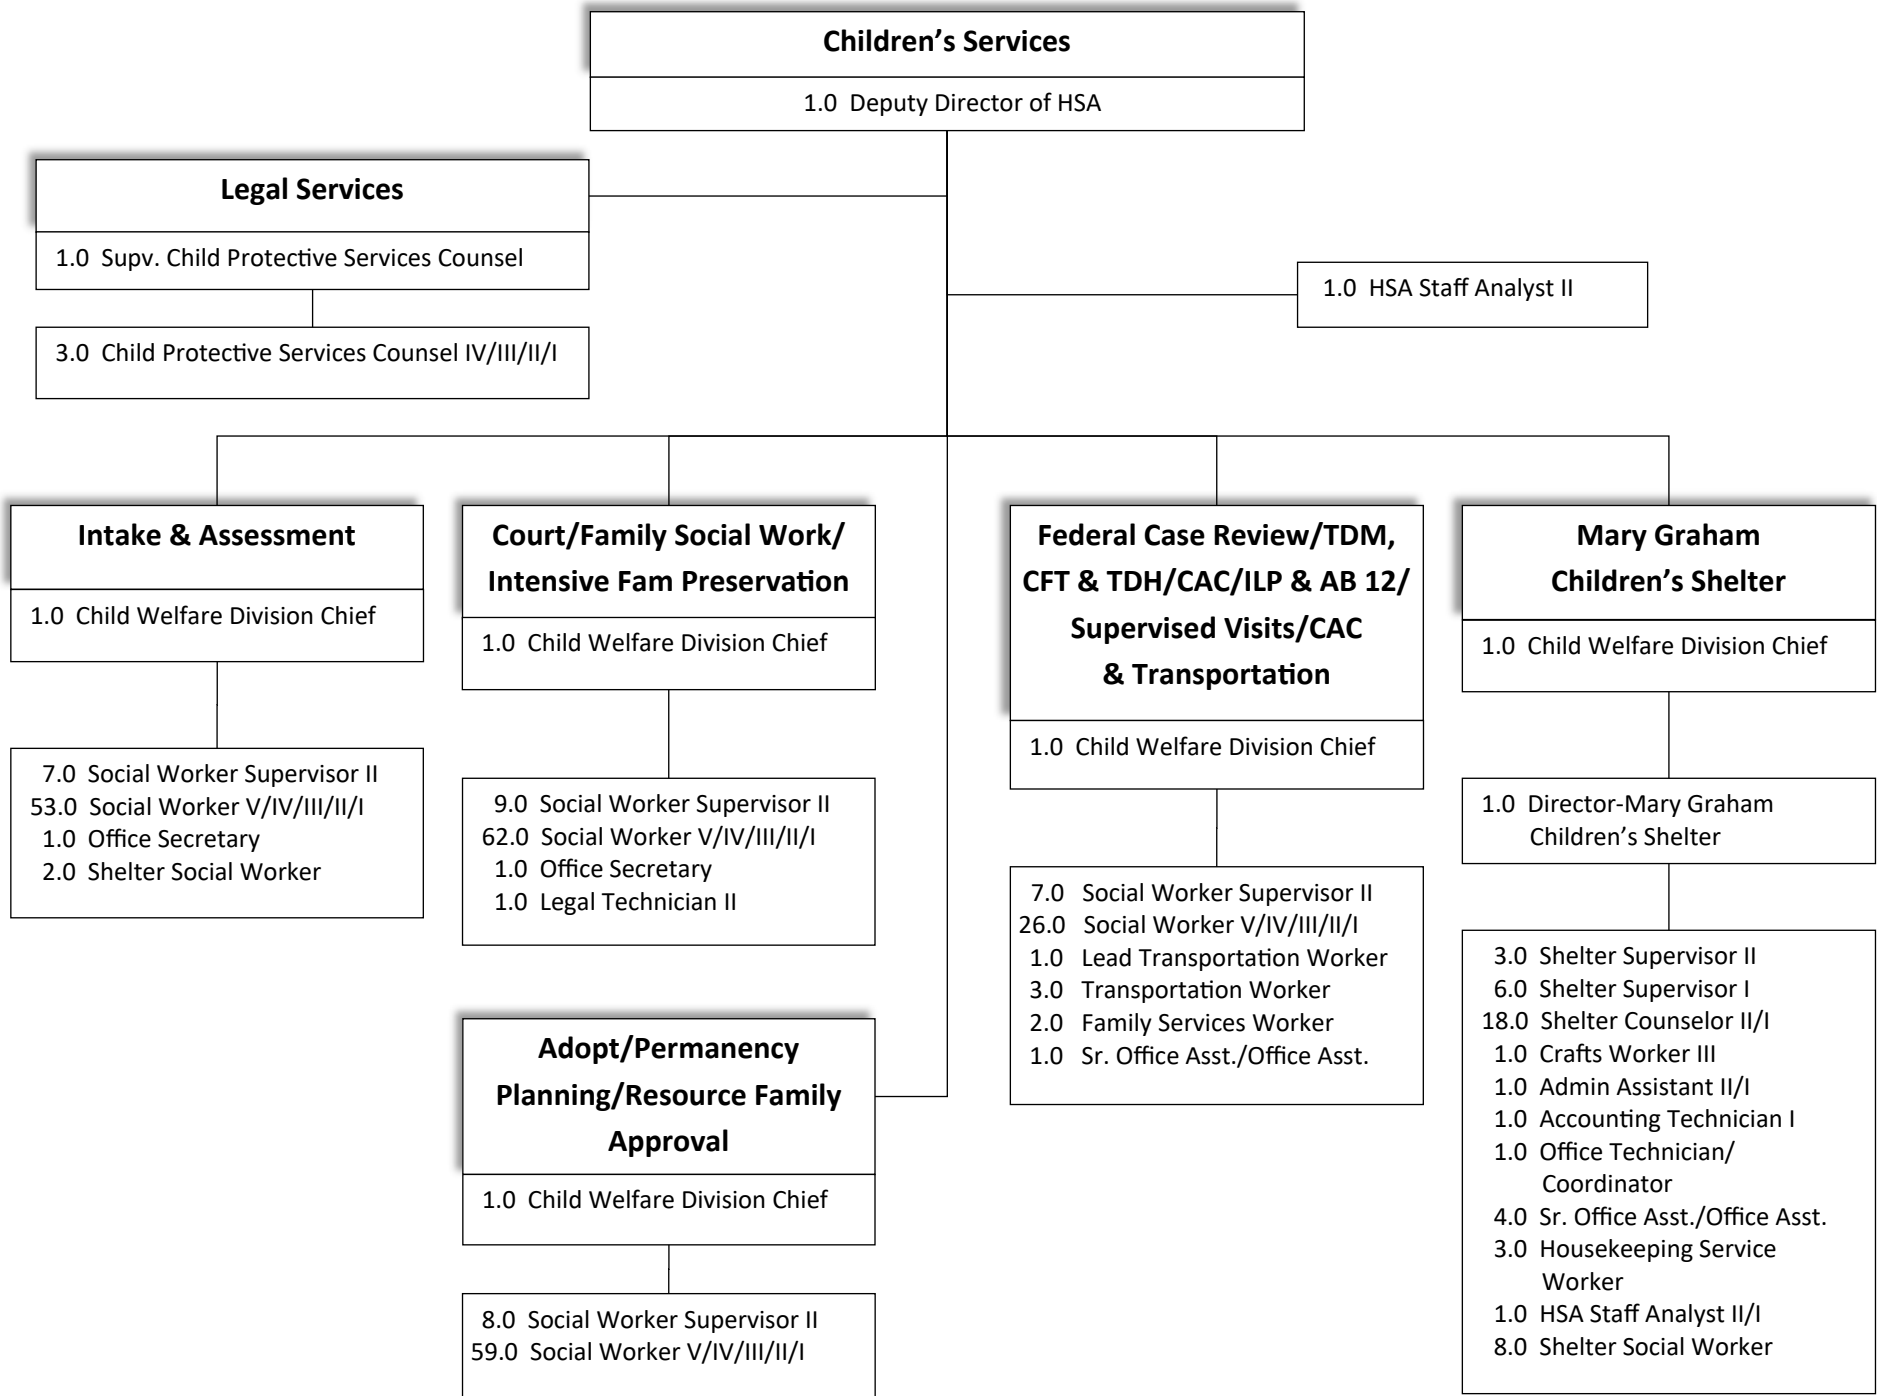 Children’s Services
1.0 Deputy Director of HSA
Legal Services
1.0 Supv. Child Protective Services Counsel
3.0 Child Protective Services Counsel IV/III/II/I
1.0 HSA Staff Analyst II
Intake & Assessment
1.0 Child Welfare Division Chief
7.0 Social Worker Supervisor II
53.0 Social Worker V/IV/III/II/I
1.0 Office Secretary
2.0 Shelter Social Worker
Court/Family Social Work/
Intensive Fam Preservation
1.0 Child Welfare Division Chief
9.0 Social Worker Supervisor II
62.0 Social Worker V/IV/III/II/I
1.0 Office Secretary
1.0 Legal Technician II
Adopt/Permanency
Planning/Resource Family
Approval
1.0 Child Welfare Division Chief
8.0 Social Worker Supervisor II
59.0 Social Worker V/IV/III/II/I
Federal Case Review/TDM,
CFT & TDH/CAC/ILP & AB 12/
Supervised Visits/CAC
& Transportation
1.0 Child Welfare Division Chief
7.0 Social Worker Supervisor II
26.0 Social Worker V/IV/III/II/I
1.0 Lead Transportation Worker
3.0 Transportation Worker
2.0 Family Services Worker
1.0 Sr. Office Asst./Office Asst.
Mary Graham
Children’s Shelter
1.0 Child Welfare Division Chief
1.0 Director-Mary Graham
Children’s Shelter
3.0 Shelter Supervisor II
6.0 Shelter Supervisor I
18.0 Shelter Counselor II/I
1.0 Crafts Worker III
1.0 Admin Assistant II/I
1.0 Accounting Technician I
1.0 Office Technician/
Coordinator
4.0 Sr. Office Asst./Office Asst.
3.0 Housekeeping Service
Worker
1.0 HSA Staff Analyst II/I
8.0 Shelter Social Worker